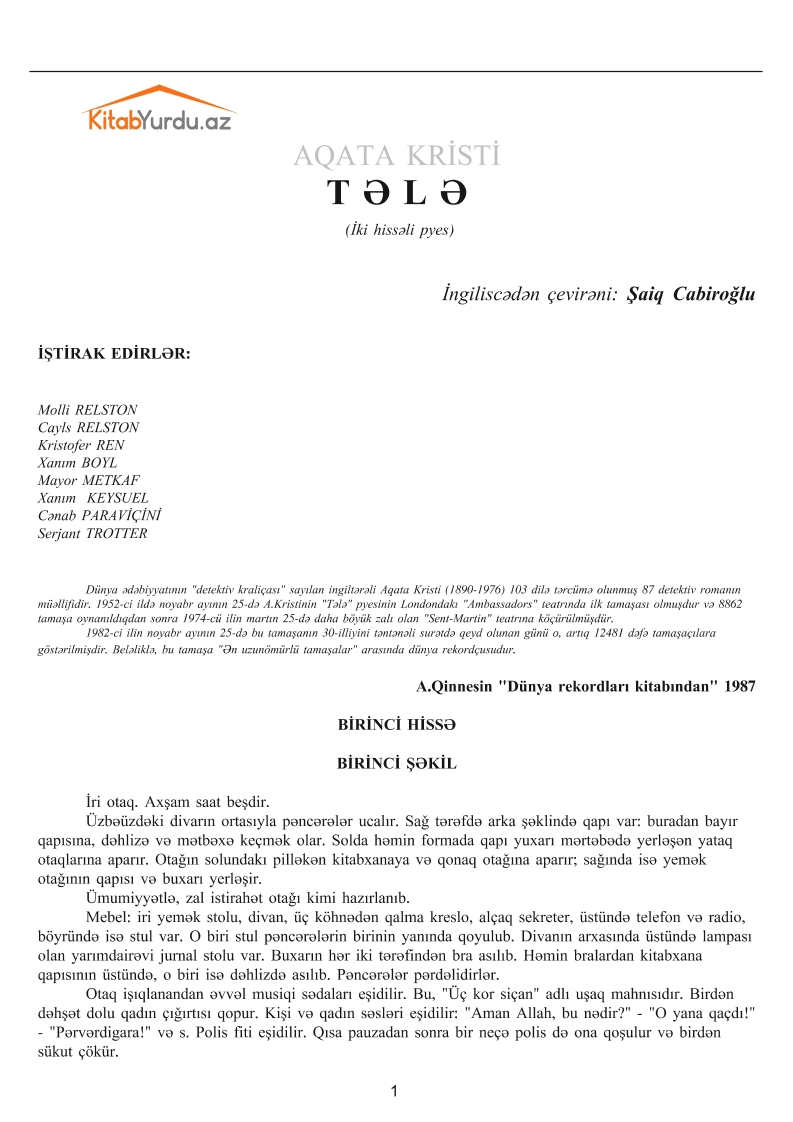 KitabYurdu.az
AQATA KRİSTİ
T Ə L Ə
(İki hissəli pyes)
İngiliscədən çevirəni: Şaiq Cabiroğlu
İŞTİRAK EDİRLƏR:
Molli RELSTON
Cayls RELSTON
Kristofer REN
Xanım BOYL
Mayor METKAF
Xanım KEYSUEL
Cənab PARAVİÇİNİ
Serjant TROTTER
Dünya ədəbiyyatının "detektiv kraliçası" sayılan ingiltərəli Aqata Kristi (1890-1976) 103 dilə tərcümə olunmuş 87 detektiv romanın
müəllifidir. 1952-ci ildə noyabr ayının 25-də A.Kristinin "Tələ" pyesinin Londondakı "Ambassadors" teatrında ilk tamaşası olmuşdur və 8862
tamaşa oynanıldıqdan sonra 1974-cü ilin martın 25-də daha böyük zalı olan "Sent-Martin" teatrına köçürülmüşdür.
1982-ci ilin noyabr ayının 25-də bu tamaşanın 30-illiyini təntənəli surətdə qeyd olunan günü o, artıq 12481 dəfə tamaşaçılara
göstərilmişdir. Beləliklə, bu tamaşa "Ən uzunömürlü tamaşalar" arasında dünya rekordçusudur.
A.Qinnesin "Dünya rekordları kitabından" 1987
BİRİNCİ HİSSƏ
BİRİNCİ ŞƏKİL
İri otaq. Axşam saat beşdir.
Üzbəüzdəki divarın ortasıyla pəncərələr ucalır. Sağ tərəfdə arka şəklində qapı var: buradan bayır
qapısına, dəhlizə və mətbəxə keçmək olar. Solda həmin formada qapı yuxarı mərtəbədə yerləşən yataq
otaqlarına aparır. Otağın solundakı pilləkən kitabxanaya və qonaq otağına aparır; sağında isə yemək
otağının qapısı və buxarı yerləşir.
Ümumiyyətlə, zal istirahət otağı kimi hazırlanıb.
Mebel: iri yemək stolu, divan, üç köhnədən qalma kreslo, alçaq sekreter, üstündə telefon və radio,
böyründə isə stul var. O biri stul pəncərələrin birinin yanında qoyulub. Divanın arxasında üstündə lampası
olan yarımdairəvi jurnal stolu var. Buxarın hər iki tərəfindən bra asılıb. Həmin bralardan kitabxana
qapısının üstündə, o biri isə dəhlizdə asılıb. Pəncərələr pərdəlidirlər.
Otaq işıqlanandan əvvəl musiqi sədaları eşidilir. Bu, "Üç kor siçan" adlı uşaq mahnısıdır. Birdən
dəhşət dolu qadın çığırtısı qopur. Kişi və qadın səsləri eşidilir: "Aman Allah, bu nədir?" - "O yana qaçdı!"
- "Pərvərdigara!" və s. Polis fiti eşidilir. Qısa pauzadan sonra bir neçə polis də ona qoşulur və birdən
sükut çökür.
1